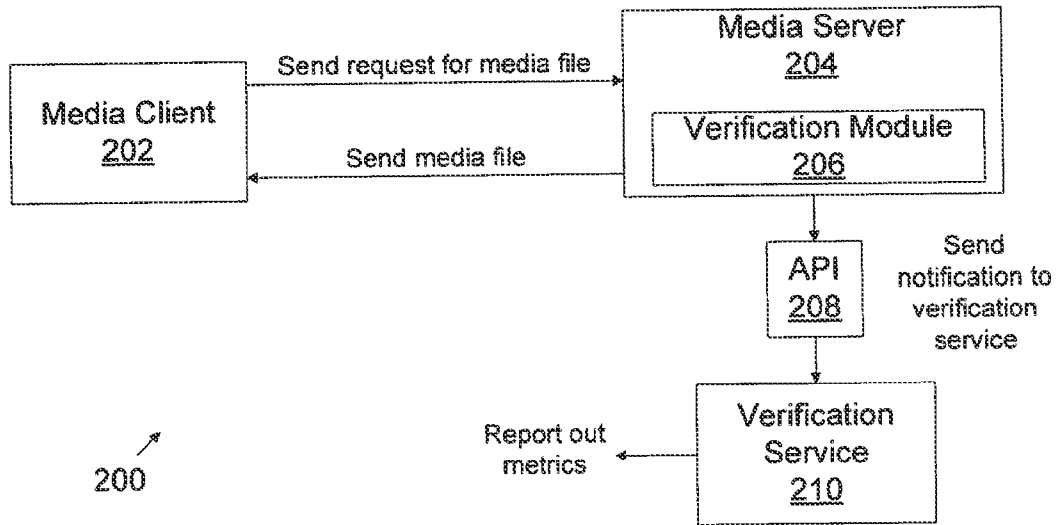 Media Client
202
Send request for media file
Send media file
Media Server
204
Verification Module
206
API
208
Send
notification to
verification
service
Verification
Service
210
Report out
metrics
200